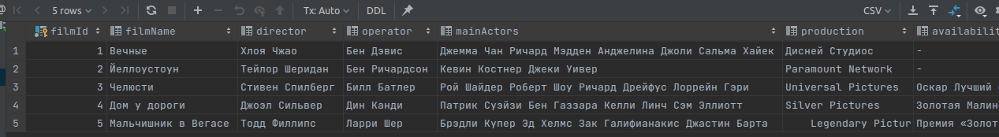 5 rows Tx: Auto DDL CSV
filmId filmName director operator mainActors production availabilit
1 1 Вечные Хлоя Чжао Бен Дэвис Джемма Чан Ричард Мэдден Анджелина Джоли Сальма Хайек Дисней Студиос -
2 2 Йеллоустоун Тейлор Шеридан Бен Ричардсон Кевин Костнер Джеки Уивер Paramount Network -
3 3 Челюсти Стивен Спилберг Билл Батлер Рой Шайдер Роберт Шоу Ричард Дрейфус Лоррейн Гэри Universal Pictures Оскар Лучший
4 4 Дом у дороги Джоэл Сильвер Дин Канди Патрик Суэйзи Бен Газзара Келли Линч Сэм Эллиотт Silver Pictures Золотая Малин
5 5 Мальчишник в Вегасе Тодд Филлипс Ларри Шер Брэдли Купер Эд Хелмс Зак Галифианакис Джастин Барта Legendary Pictur Премия «Золот